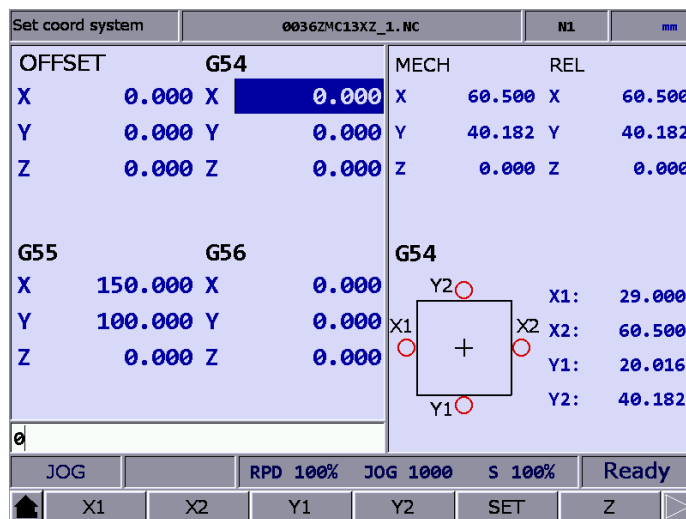 Set coord system 0036ZMC13XZ_1.NC N1 mm
OFFSET G54 MECH REL
X 0.000 X 0.000 X 60.500 X 60.500
Y 0.000 Y 0.000 Y 40.182 Y 40.182
Z 0.000 Z 0.000 Z 0.000 Z 0.000
G55 G56 G54
X 150.000 X 0.000
Y 100.000 Y 0.000
Z 0.000 Z 0.000
Y2
X1 X2
Y1
X1: 29.000
X2: 60.500
Y1: 20.016
Y2: 40.182
0
JOG RPD 100% JOG 1000 S 100% Ready
X1 X2 Y1 Y2 SET Z